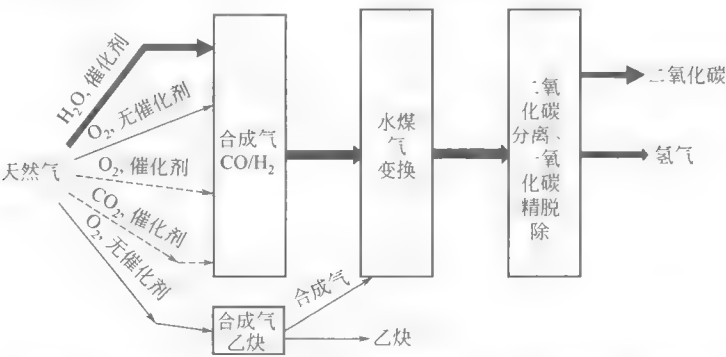 天然气
H₂O, 催化剂
O₂, 无催化剂
O₂, 催化剂
CO₂, 催化剂
O₂, 无催化剂
合成气
CO/H₂
合成气
乙炔
合成气
乙炔
水煤
气
变换
二氧
化碳
分离、
一氧
化碳
精脱
除
二氧化碳
氢气